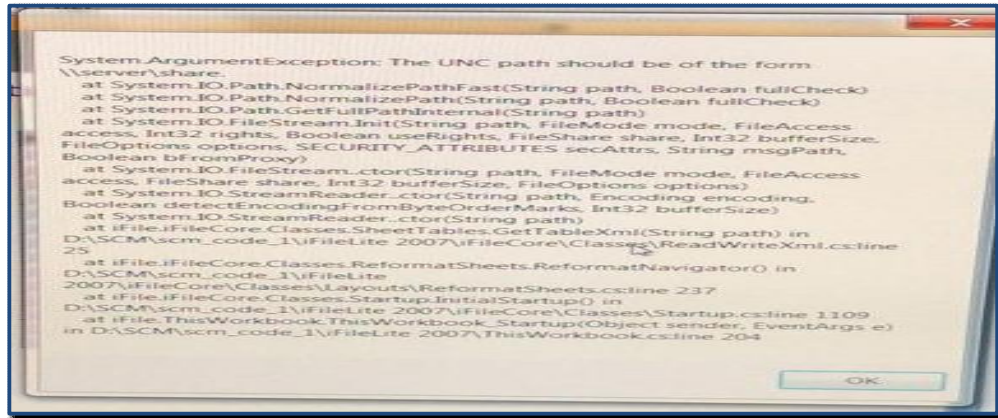 System.ArgumentException: The UNC path should be of the form
\\server\share.
at System.IO.Path.NormalizePathFast(String path, Boolean fullCheck)
at System.IO.Path.NormalizePath(String path, Boolean fullCheck)
at System.IO.Path.GetFullPathInternal(String path)
at System.IO.FileStream.Init(String path, FileMode mode, FileAccess
access, Int32 rights, Boolean useRights, FileShare share, Int32 bufferSize,
FileOptions options, SECURITY_ATTRIBUTES secAttrs, String msgPath,
Boolean bFromProxy)
at System.IO.FileStream..ctor(String path, FileMode mode, FileAccess
access, FileShare share, Int32 bufferSize, FileOptions options)
at System.IO.StreamReader..ctor(String path, Encoding encoding,
Boolean detectEncodingFromByteOrderMarks, Int32 bufferSize)
at System.IO.StreamReader..ctor(String path)
at iFile.iFileCore.Classes.SheetTables.GetTableXml(String path) in
D:\SCM\scm_code_1\iFileLite 2007\iFileCore\Classes\ReadWriteXml.cs:line
25
at iFile.iFileCore.Classes.ReformatSheets.ReformatNavigator() in
D:\SCM\scm_code_1\iFileLite
2007\iFileCore\Classes\Layouts\ReformatSheets.cs:line 237
at iFile.iFileCore.Classes.Startup.InitialStartup() in
D:\SCM\scm_code_1\iFileLite 2007\iFileCore\Classes\Startup.cs:line 1109
at iFile.ThisWorkbook.ThisWorkbook_Startup(Object sender, EventArgs e)
in D:\SCM\scm_code_1\iFileLite 2007\ThisWorkbook.cs:line 204
OK